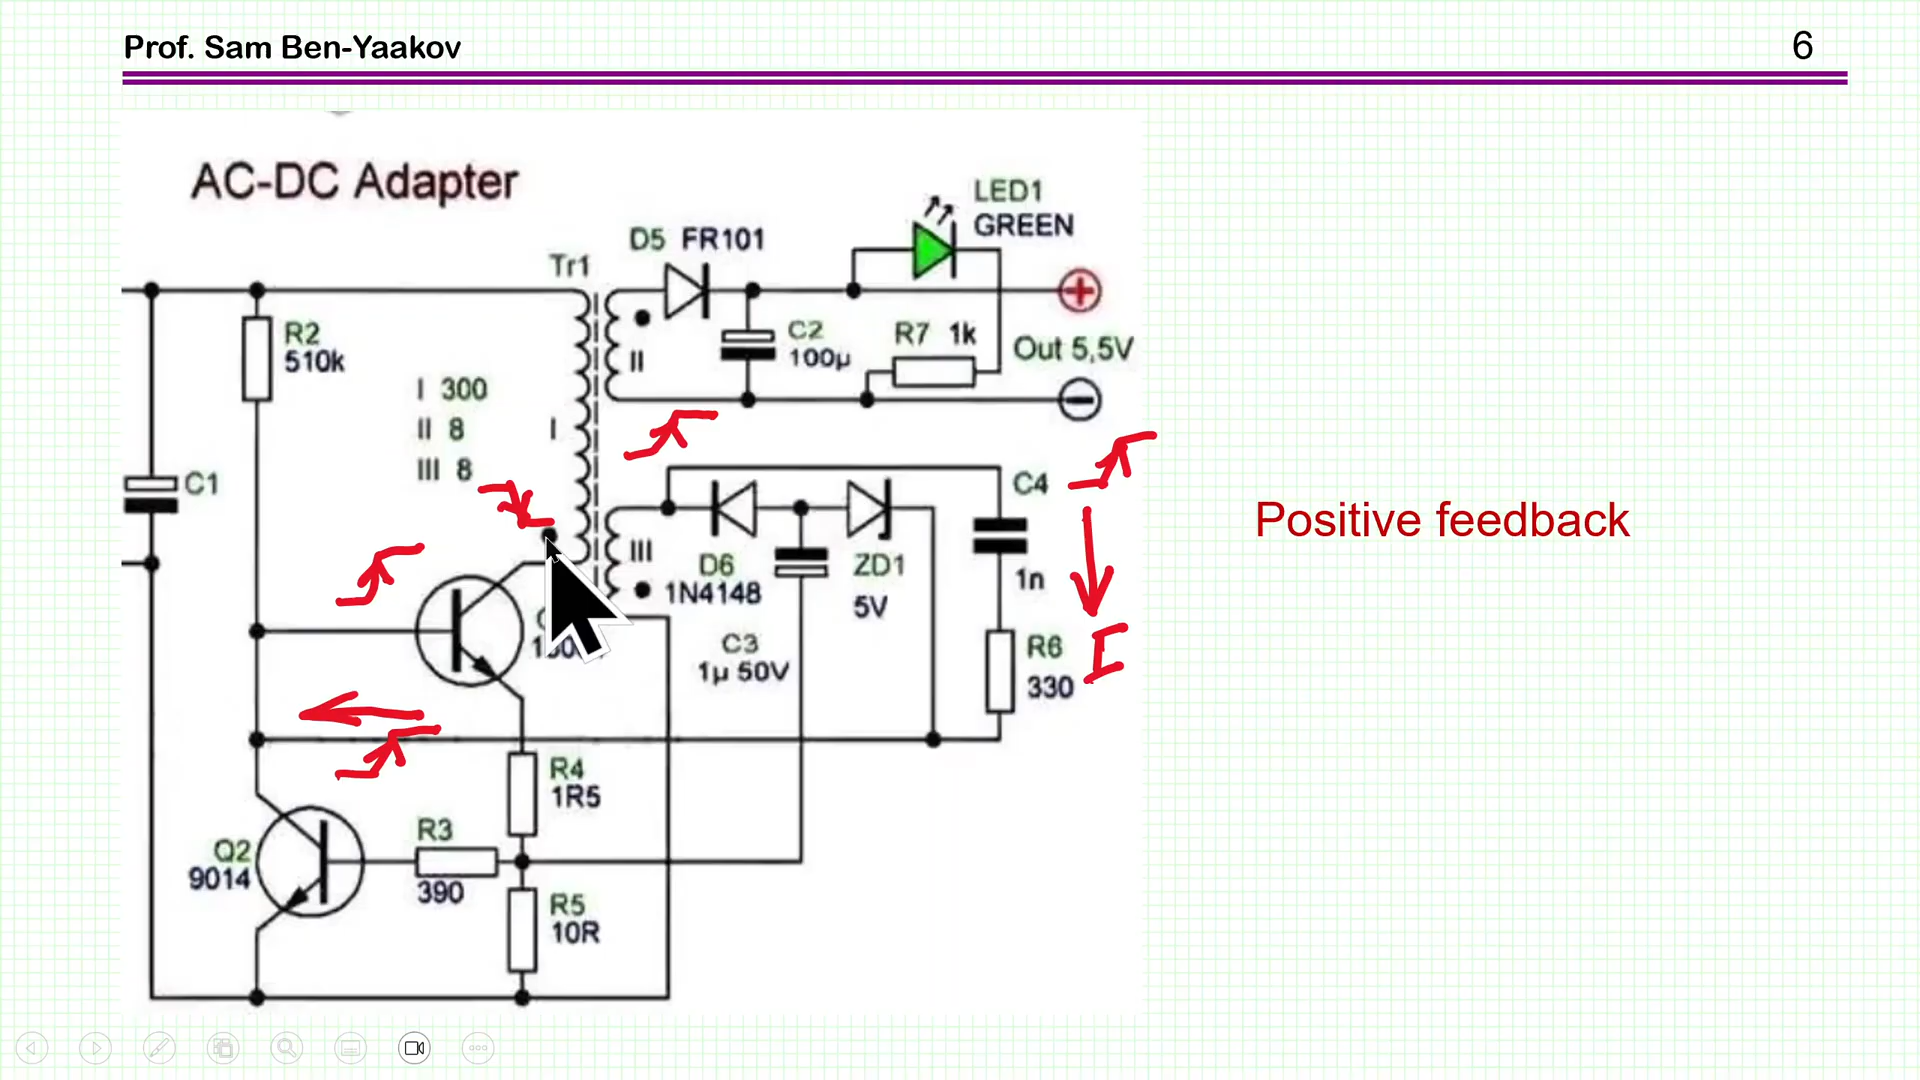 Prof. Sam Ben-Yaakov
6
AC-DC Adapter
LED1
GREEN
D5 FR101
Tr1
R2
510k
C2
100µ
R7 1k
Out 5,5V
II
I 300
II 8
III 8
I
C1
C4
1n
Positive feedback
III
D6
1N4148
ZD1
5V
C3
1µ 50V
R6
330
I
R4
1R5
Q2
9014
R3
390
R5
10R